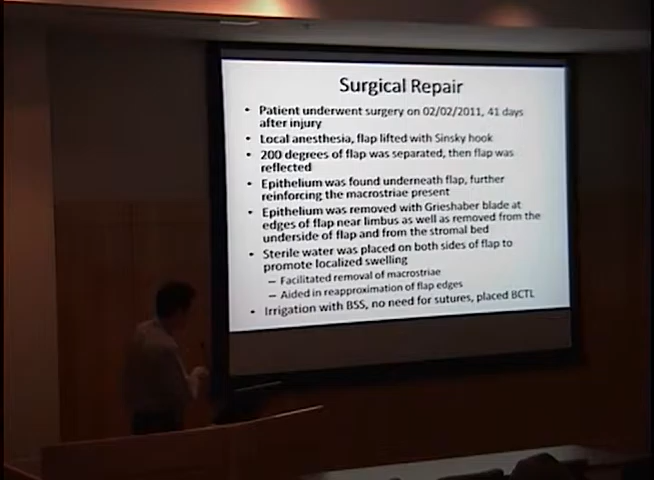 Surgical Repair
• Patient underwent surgery on 02/02/2011, 41 days
after injury
• Local anesthesia, flap lifted with Sinsky hook
• 200 degrees of flap was separated, then flap was
reflected
• Epithelium was found underneath flap, further
reinforcing the macrostriae present
• Epithelium was removed with Grieshaber blade at
edges of flap near limbus as well as removed from the
underside of flap and from the stromal bed
• Sterile water was placed on both sides of flap to
promote localized swelling
– Facilitated removal of macrostriae
– Aided in reapproximation of flap edges
• Irrigation with BSS, no need for sutures, placed BCTL